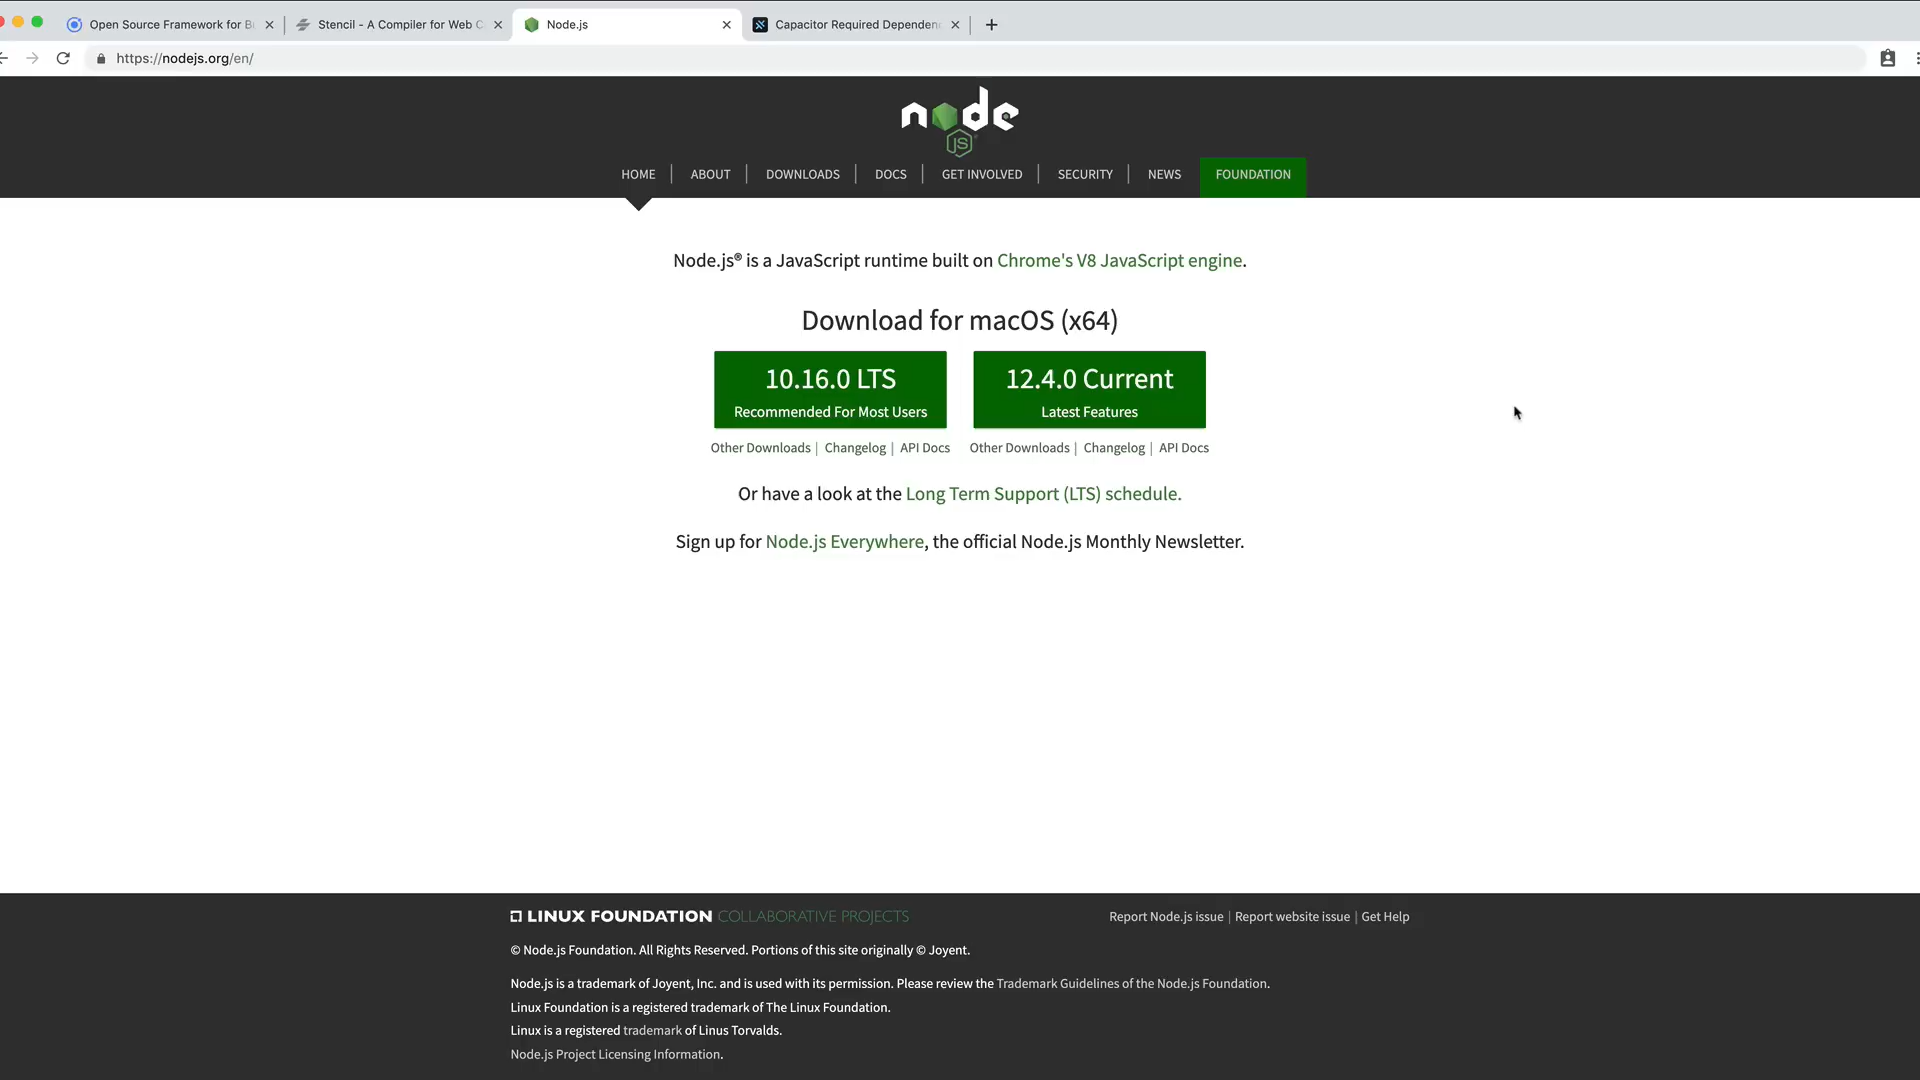 Open Source Framework for B
Stencil - A Compiler for Web C
Node.js
Capacitor Required Dependen
https://nodejs.org/en/
node
JS
HOME
ABOUT
DOWNLOADS
DOCS
GET INVOLVED
SECURITY
NEWS
FOUNDATION
Node.js® is a JavaScript runtime built on Chrome's V8 JavaScript engine.
Download for macOS (x64)
10.16.0 LTS
Recommended For Most Users
12.4.0 Current
Latest Features
Other Downloads | Changelog | API Docs
Other Downloads | Changelog | API Docs
Or have a look at the Long Term Support (LTS) schedule.
Sign up for Node.js Everywhere, the official Node.js Monthly Newsletter.
LINUX FOUNDATION COLLABORATIVE PROJECTS
Report Node.js issue | Report website issue | Get Help
© Node.js Foundation. All Rights Reserved. Portions of this site originally © Joyent.
Node.js is a trademark of Joyent, Inc. and is used with its permission. Please review the Trademark Guidelines of the Node.js Foundation.
Linux Foundation is a registered trademark of The Linux Foundation.
Linux is a registered trademark of Linus Torvalds.
Node.js Project Licensing Information.